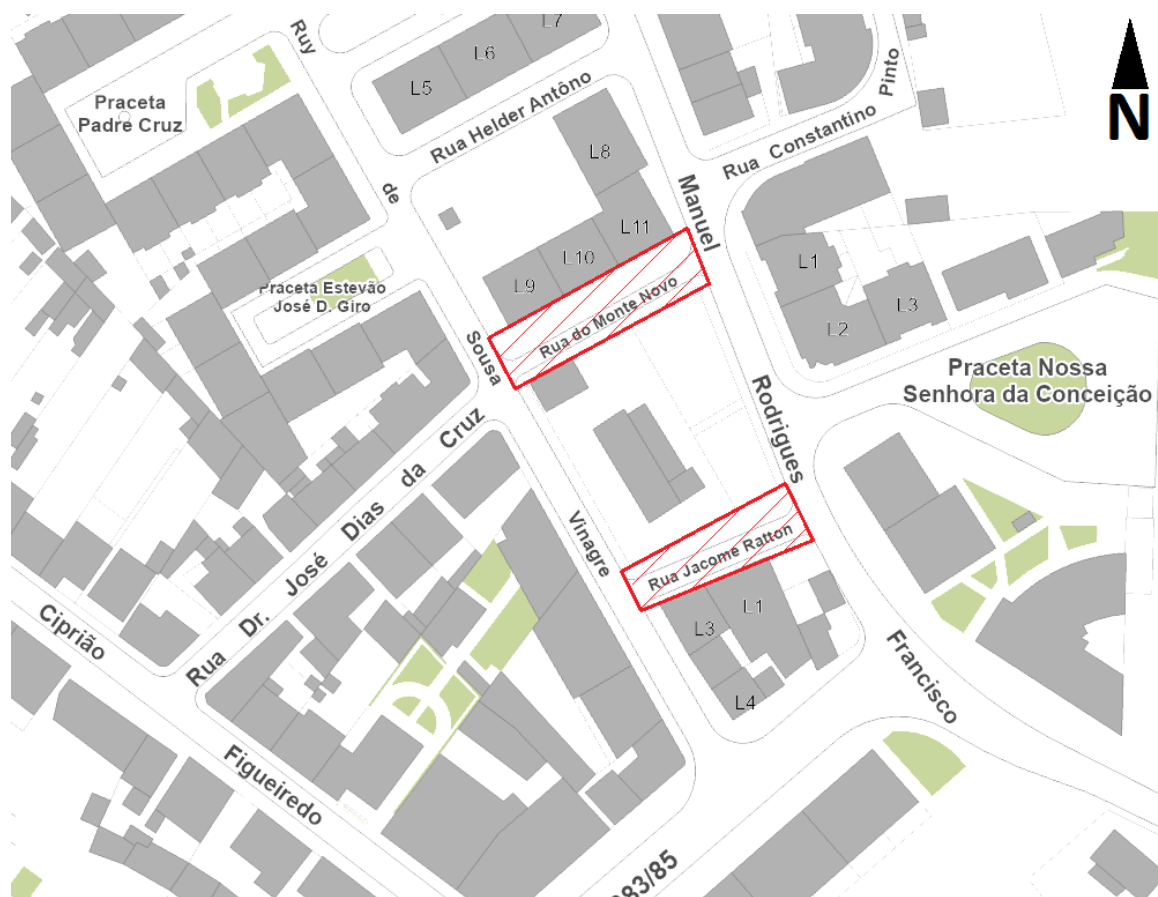 L7
Ruy
L6
L5
N
Praceta
Padre Cruz
Rua Helder Antôno
Pinto
Rua Constantino
L8
de
Manuel
L11
L10
L9
L1
Praceta Estevão
José D. Giro
Rua do Monte Novo
L3
L2
Sousa
Praceta Nossa
Senhora da Conceição
Rodrigues
Rua Dr. José Dias da Cruz
Vinagre
Rua Jacome Ratton
L1
L3
L4
Ciprião
Figueiredo
Francisco
983/85